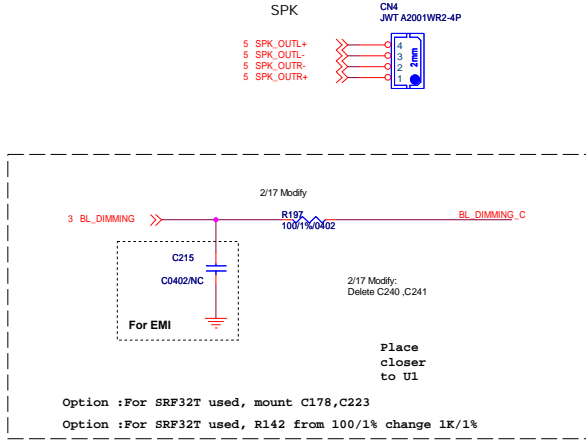 SPK
CN4
JWT A2001WR2-4P
5 SPK_OUTL+
5 SPK_OUTL-
5 SPK_OUTR-
5 SPK_OUTR+
4
3
2
1
2mm
2/17 Modify
3 BL_DIMMING
R197
100/1%/0402
BL_DIMMING_C
C215
C0402/NC
For EMI
2/17 Modify:
Delete C240 ,C241
Place
closer
to U1
Option :For SRF32T used, mount C178,C223
Option :For SRF32T used, R142 from 100/1% change 1K/1%